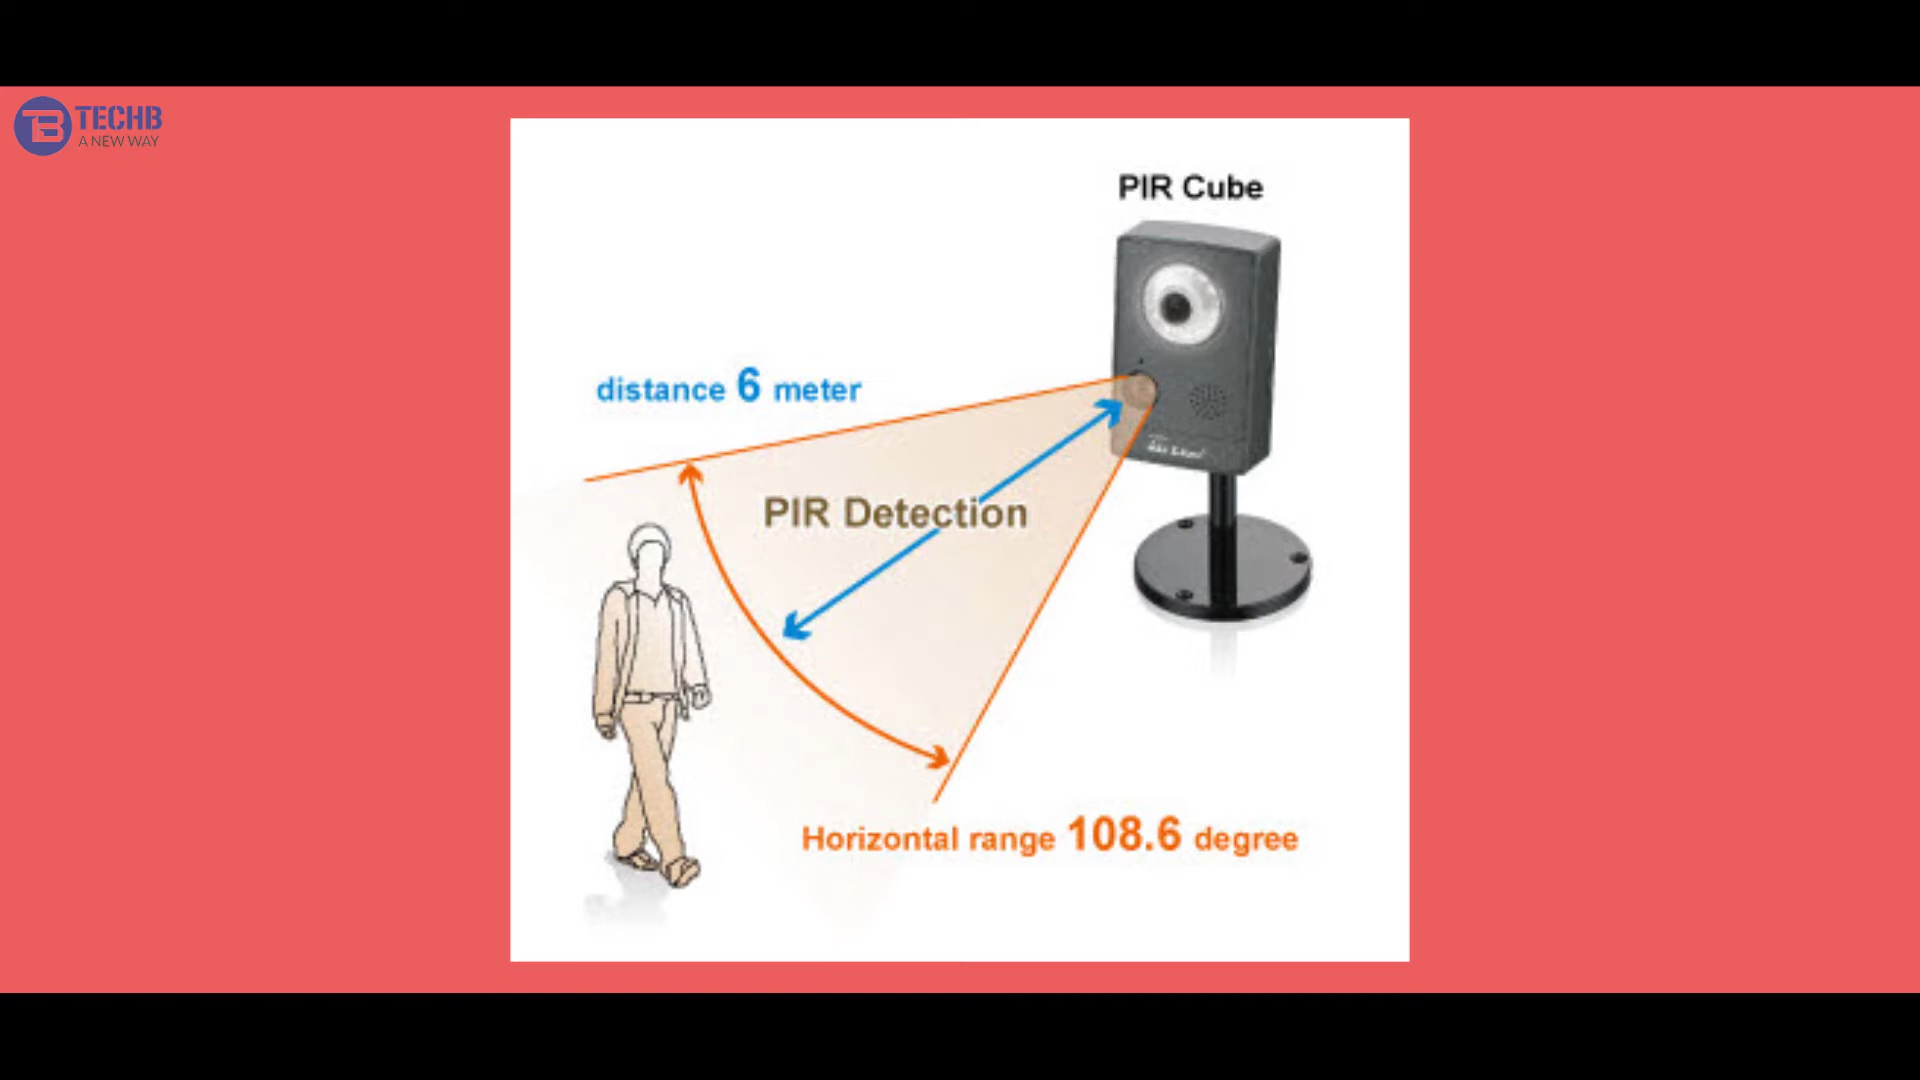 TECHB
A NEW WAY
PIR Cube
distance 6 meter
PIR Detection
Horizontal range 108.6 degree